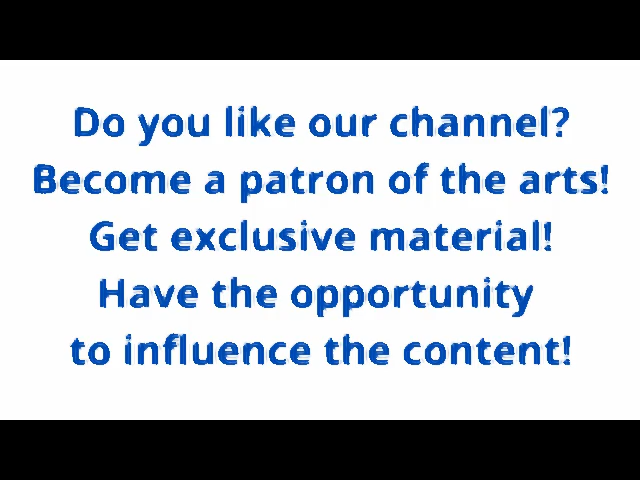 Do you like our channel?
Become a patron of the arts!
Get exclusive material!
Have the opportunity
to influence the content!